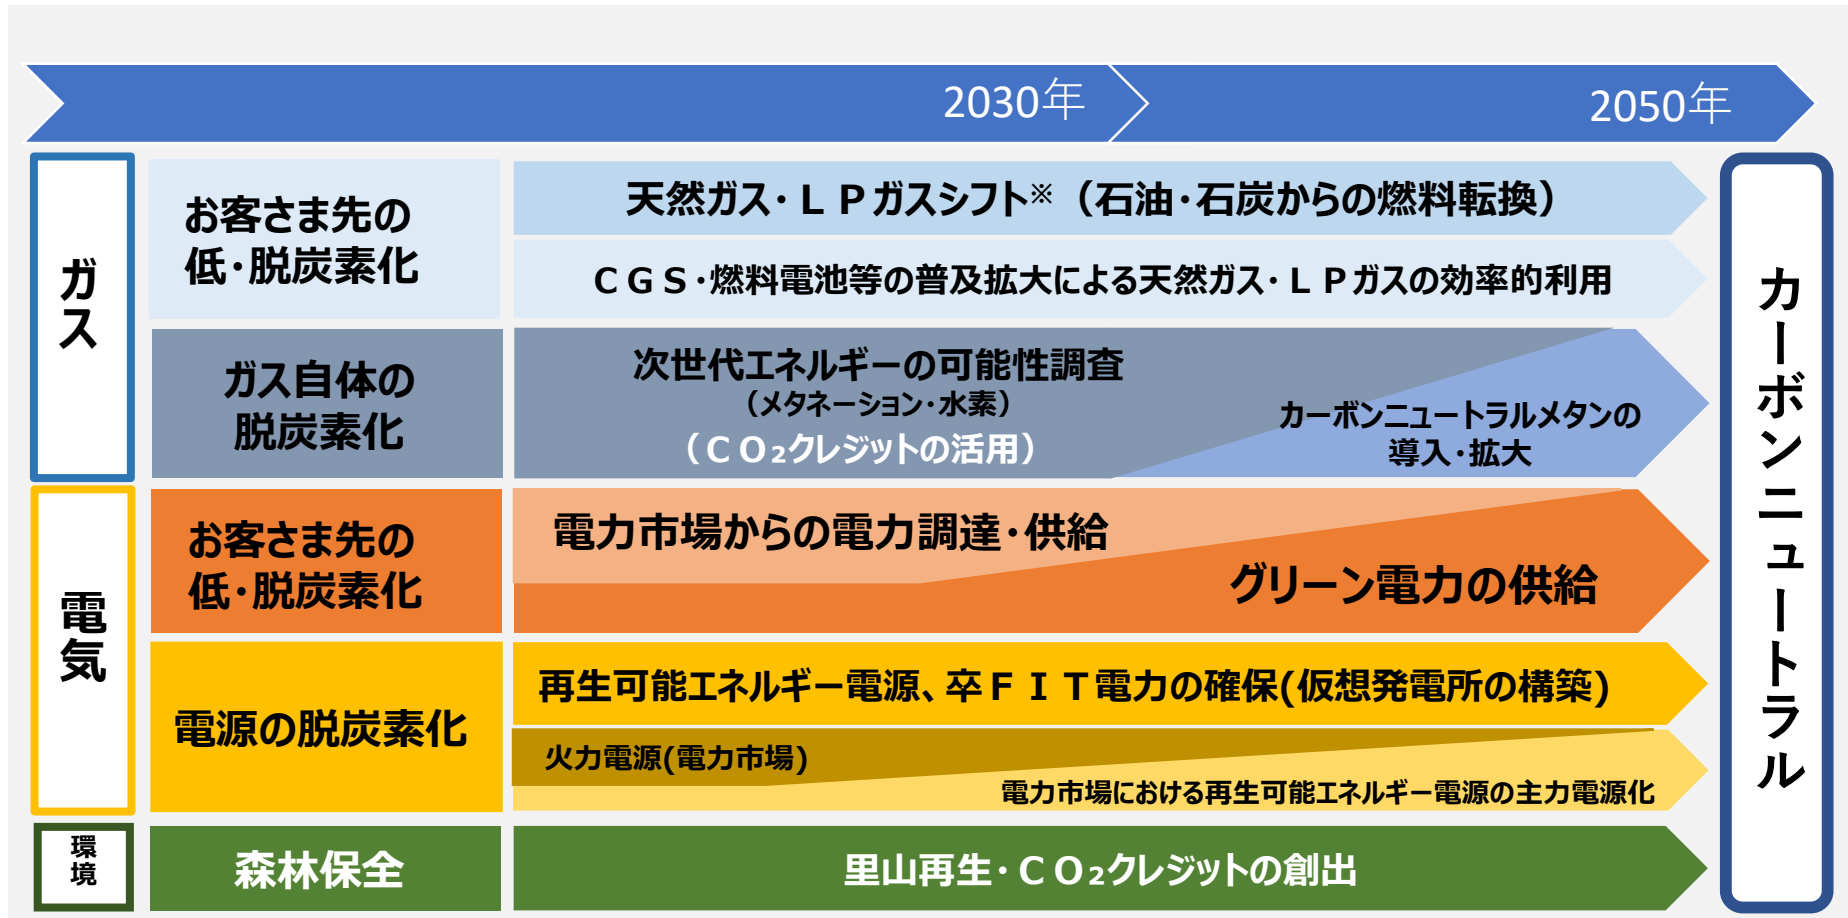 2030年
2050年
ガス
お客さま先の
低・脱炭素化
天然ガス・ＬＰガスシフト※（石油・石炭からの燃料転換）
ＣＧＳ・燃料電池等の普及拡大による天然ガス・ＬＰガスの効率的利用
ガス自体の
脱炭素化
次世代エネルギーの可能性調査
（メタネーション・水素）
（ＣＯ₂クレジットの活用）
カーボンニュートラルメタンの
導入・拡大
電気
お客さま先の
低・脱炭素化
電力市場からの電力調達・供給
グリーン電力の供給
電源の脱炭素化
再生可能エネルギー電源、卒ＦＩＴ電力の確保(仮想発電所の構築)
火力電源(電力市場)
電力市場における再生可能エネルギー電源の主力電源化
環境
森林保全
里山再生・ＣＯ₂クレジットの創出
カーボンニュートラル